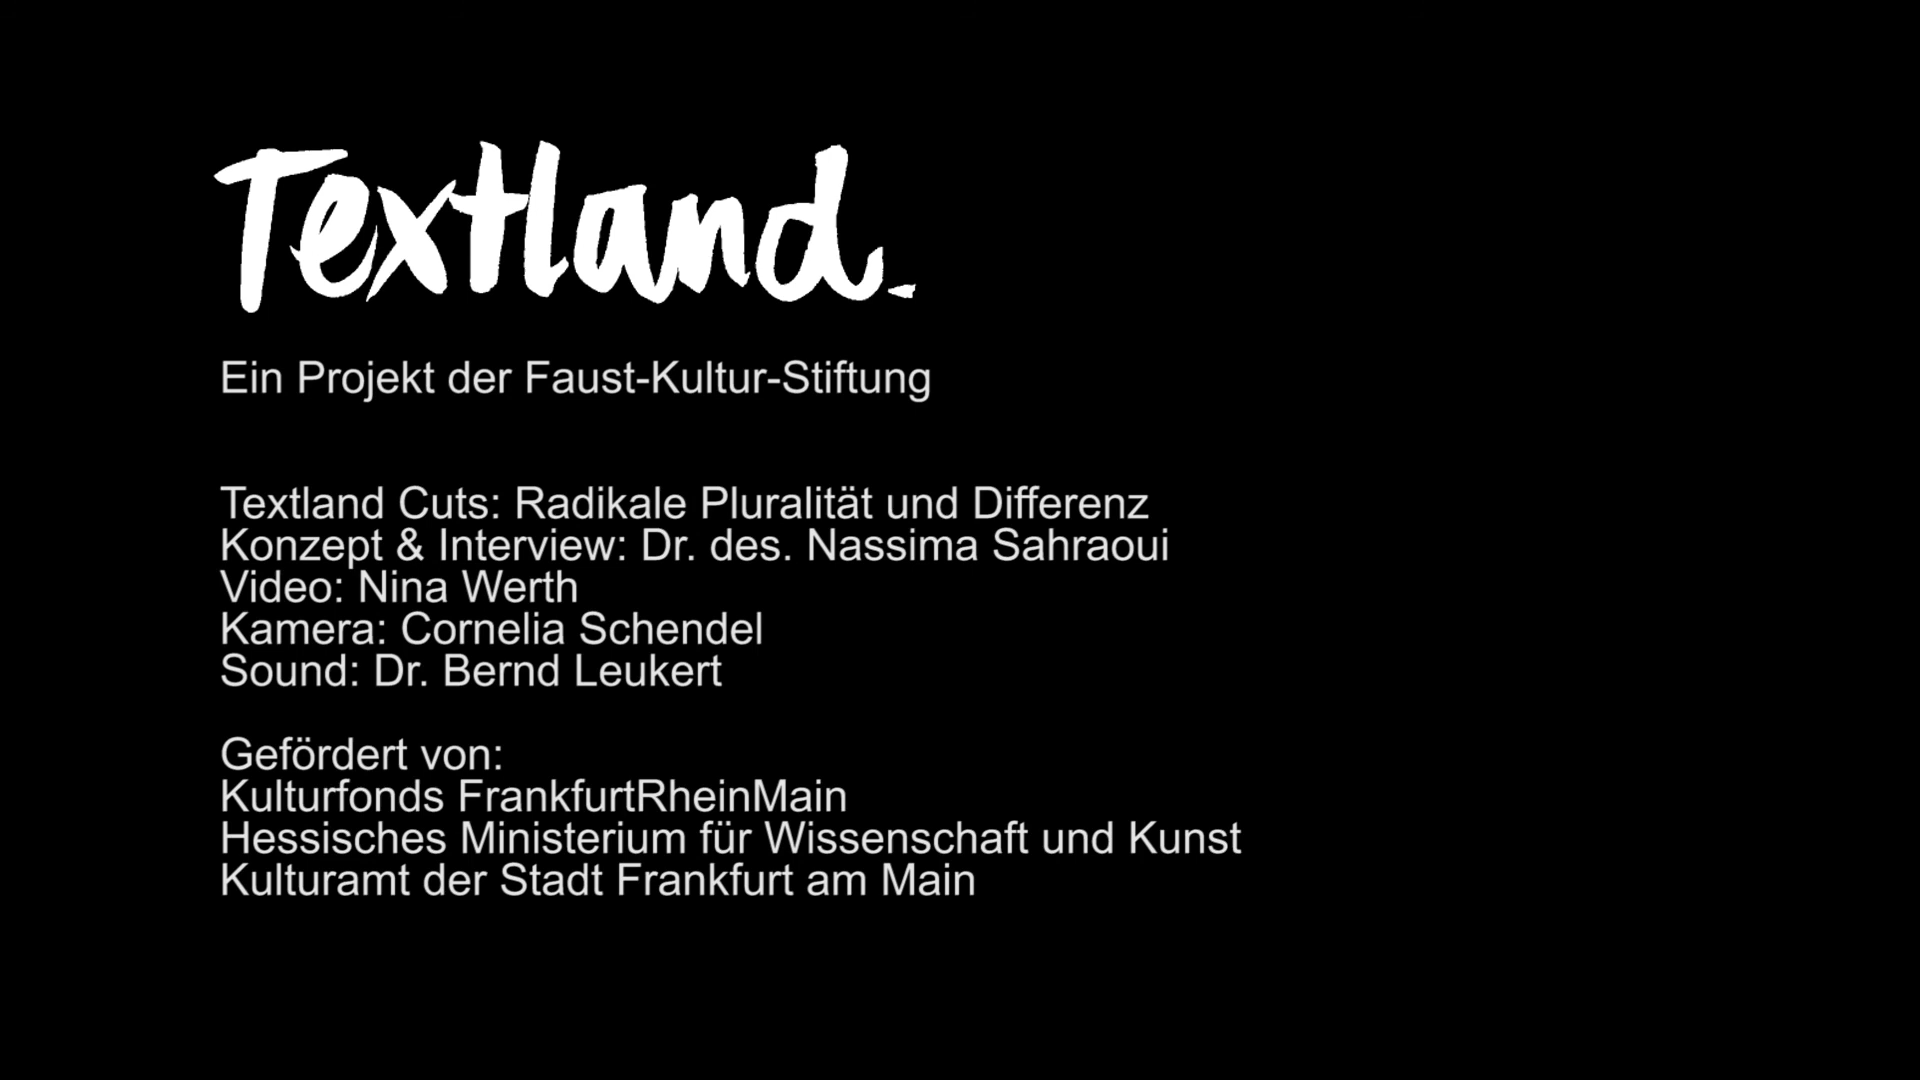 Textland.
Ein Projekt der Faust-Kultur-Stiftung
Textland Cuts: Radikale Pluralität und Differenz
Konzept & Interview: Dr. des. Nassima Sahraoui
Video: Nina Werth
Kamera: Cornelia Schendel
Sound: Dr. Bernd Leukert
Gefördert von:
Kulturfonds FrankfurtRheinMain
Hessisches Ministerium für Wissenschaft und Kunst
Kulturamt der Stadt Frankfurt am Main